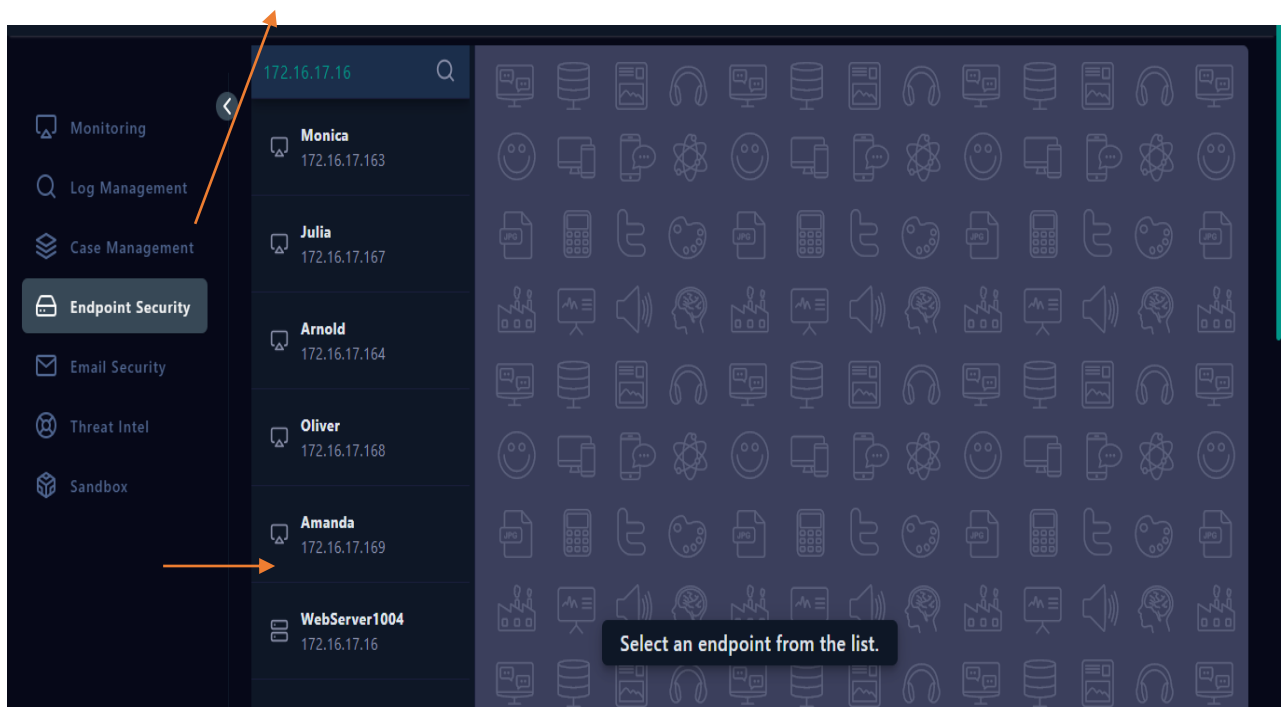 Monitoring
Log Management
Case Management
Endpoint Security
Email Security
Threat Intel
Sandbox
172.16.17.16
Monica
172.16.17.163
Julia
172.16.17.167
Arnold
172.16.17.164
Oliver
172.16.17.168
Amanda
172.16.17.169
WebServer1004
172.16.17.16
Select an endpoint from the list.